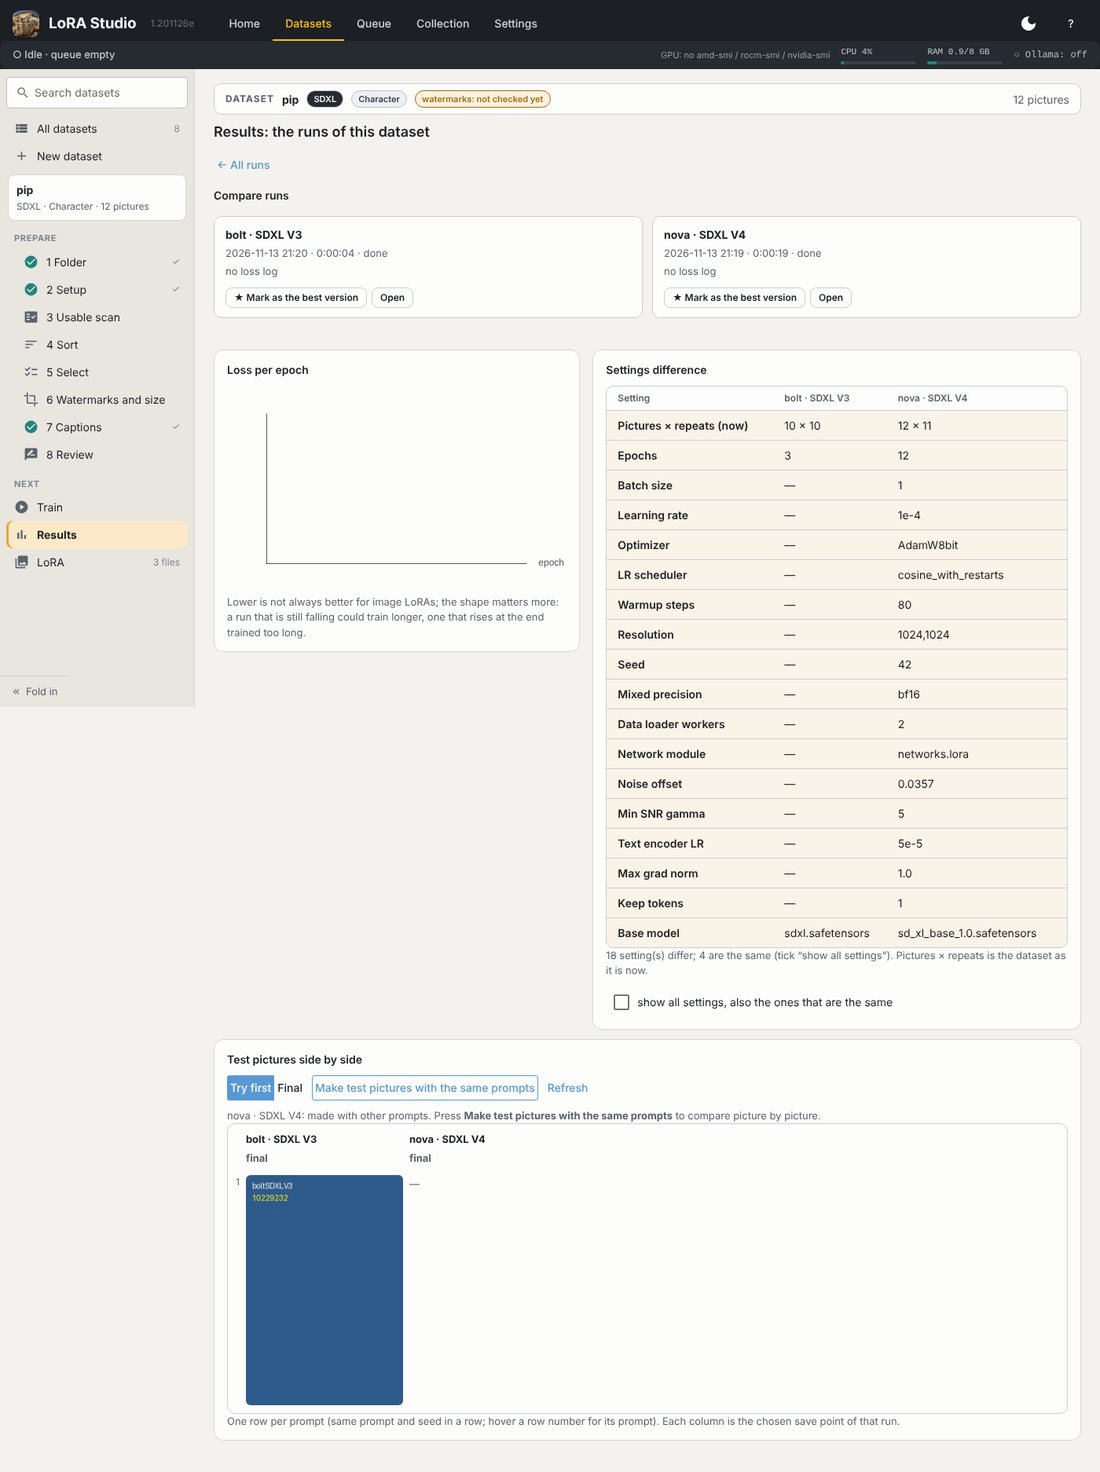 LoRA Studio 1.201126e Home Datasets Queue Collection Settings ?
Idle · queue empty GPU: no amd-smi / rocm-smi / nvidia-smi CPU 4% RAM 0.9/8 GB ○ Ollama: off
Search datasets
All datasets 8
New dataset
pip
SDXL · Character · 12 pictures
PREPARE
1 Folder ✓
2 Setup ✓
3 Usable scan
4 Sort
5 Select
6 Watermarks and size
7 Captions ✓
8 Review
NEXT
Train
Results
LoRA 3 files
« Fold in
DATASET pip SDXL Character watermarks: not checked yet 12 pictures
Results: the runs of this dataset
← All runs
Compare runs
bolt · SDXL V3
2026-11-13 21:20 · 0:00:04 · done
no loss log
★ Mark as the best version Open
nova · SDXL V4
2026-11-13 21:19 · 0:00:19 · done
no loss log
★ Mark as the best version Open
Loss per epoch
epoch
Lower is not always better for image LoRAs; the shape matters more:
a run that is still falling could train longer, one that rises at the end
trained too long.
Settings difference
Setting bolt · SDXL V3 nova · SDXL V4
Pictures × repeats (now) 10 × 10 12 × 11
Epochs 3 12
Batch size — 1
Learning rate — 1e-4
Optimizer — AdamW8bit
LR scheduler — cosine_with_restarts
Warmup steps — 80
Resolution — 1024,1024
Seed — 42
Mixed precision — bf16
Data loader workers — 2
Network module — networks.lora
Noise offset — 0.0357
Min SNR gamma — 5
Text encoder LR — 5e-5
Max grad norm — 1.0
Keep tokens — 1
Base model sdxl.safetensors sd_xl_base_1.0.safetensors
18 setting(s) differ; 4 are the same (tick “show all settings”). Pictures × repeats is the dataset as
it is now.
show all settings, also the ones that are the same
Test pictures side by side
Try first Final Make test pictures with the same prompts Refresh
nova · SDXL V4: made with other prompts. Press Make test pictures with the same prompts to compare picture by picture.
bolt · SDXL V3 nova · SDXL V4
final final
1 —
boltSDXLV3
10229232
One row per prompt (same prompt and seed in a row; hover a row number for its prompt). Each column is the chosen save point of that run.